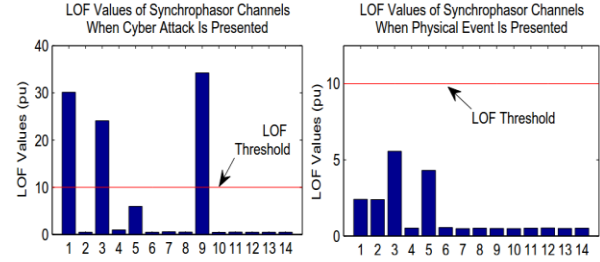 LOF Values of Synchrophasor Channels
When Cyber Attack Is Presented
LOF Values (pu)
40
30
20
10
0
LOF
Threshold
1 2 3 4 5 6 7 8 9 10 11 12 13 14
LOF Values of Synchrophasor Channels
When Physical Event Is Presented
LOF Values (pu)
10
5
0
LOF Threshold
1 2 3 4 5 6 7 8 9 10 11 12 13 14